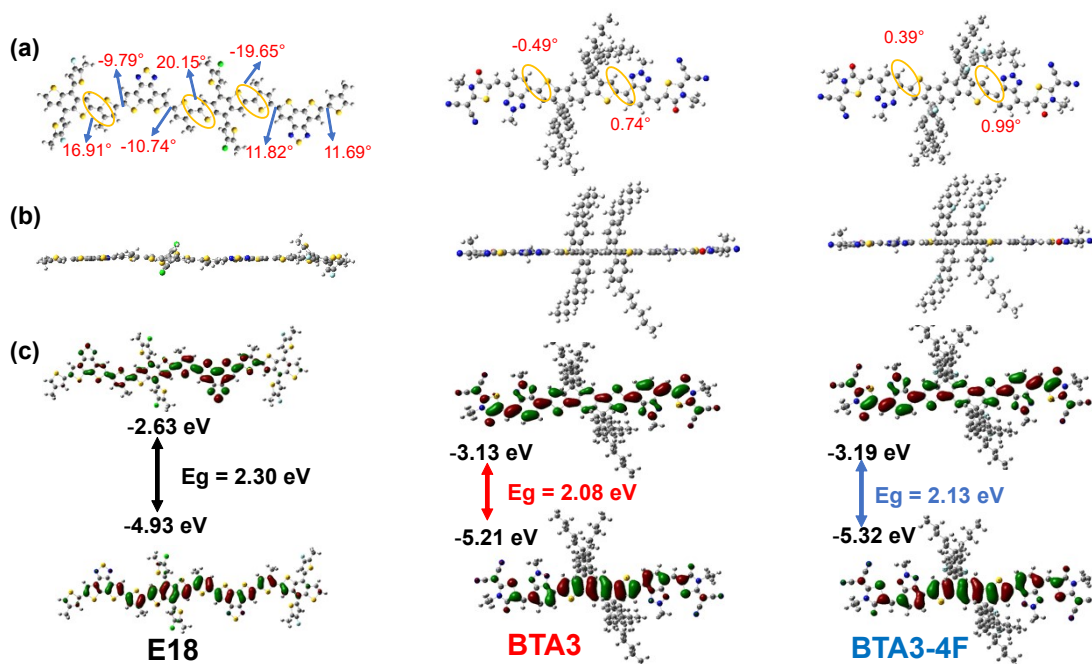 (a)
-9.79°
20.15°
-19.65°
16.91°
-10.74°
11.82°
11.69°
-0.49°
0.74°
0.39°
0.99°
(b)
(c)
-2.63 eV
Eg = 2.30 eV
-4.93 eV
-3.13 eV
Eg = 2.08 eV
-5.21 eV
-3.19 eV
Eg = 2.13 eV
-5.32 eV
E18
BTA3
BTA3-4F